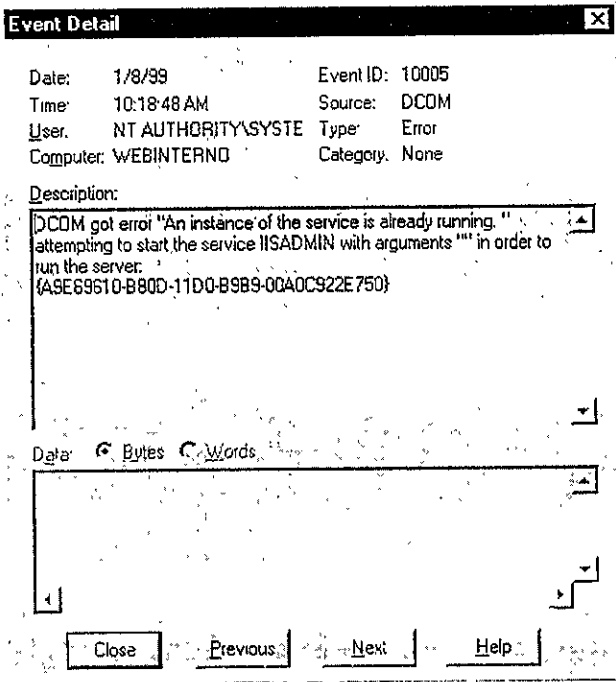 Event Detail
Date: 1/8/99 Event ID: 10005
Time: 10:18:48 AM Source: DCOM
User. NT AUTHORITY\SYSTE Type: Error
Computer: WEBINTERNO Category. None
Description:
DCOM got error "An instance of the service is already running. "
attempting to start the service IISADMIN with arguments "" in order to
run the server:
{A9E69610-B80D-11D0-B9B9-00A0C922E750}
Data: Bytes Words
Close Previous Next Help